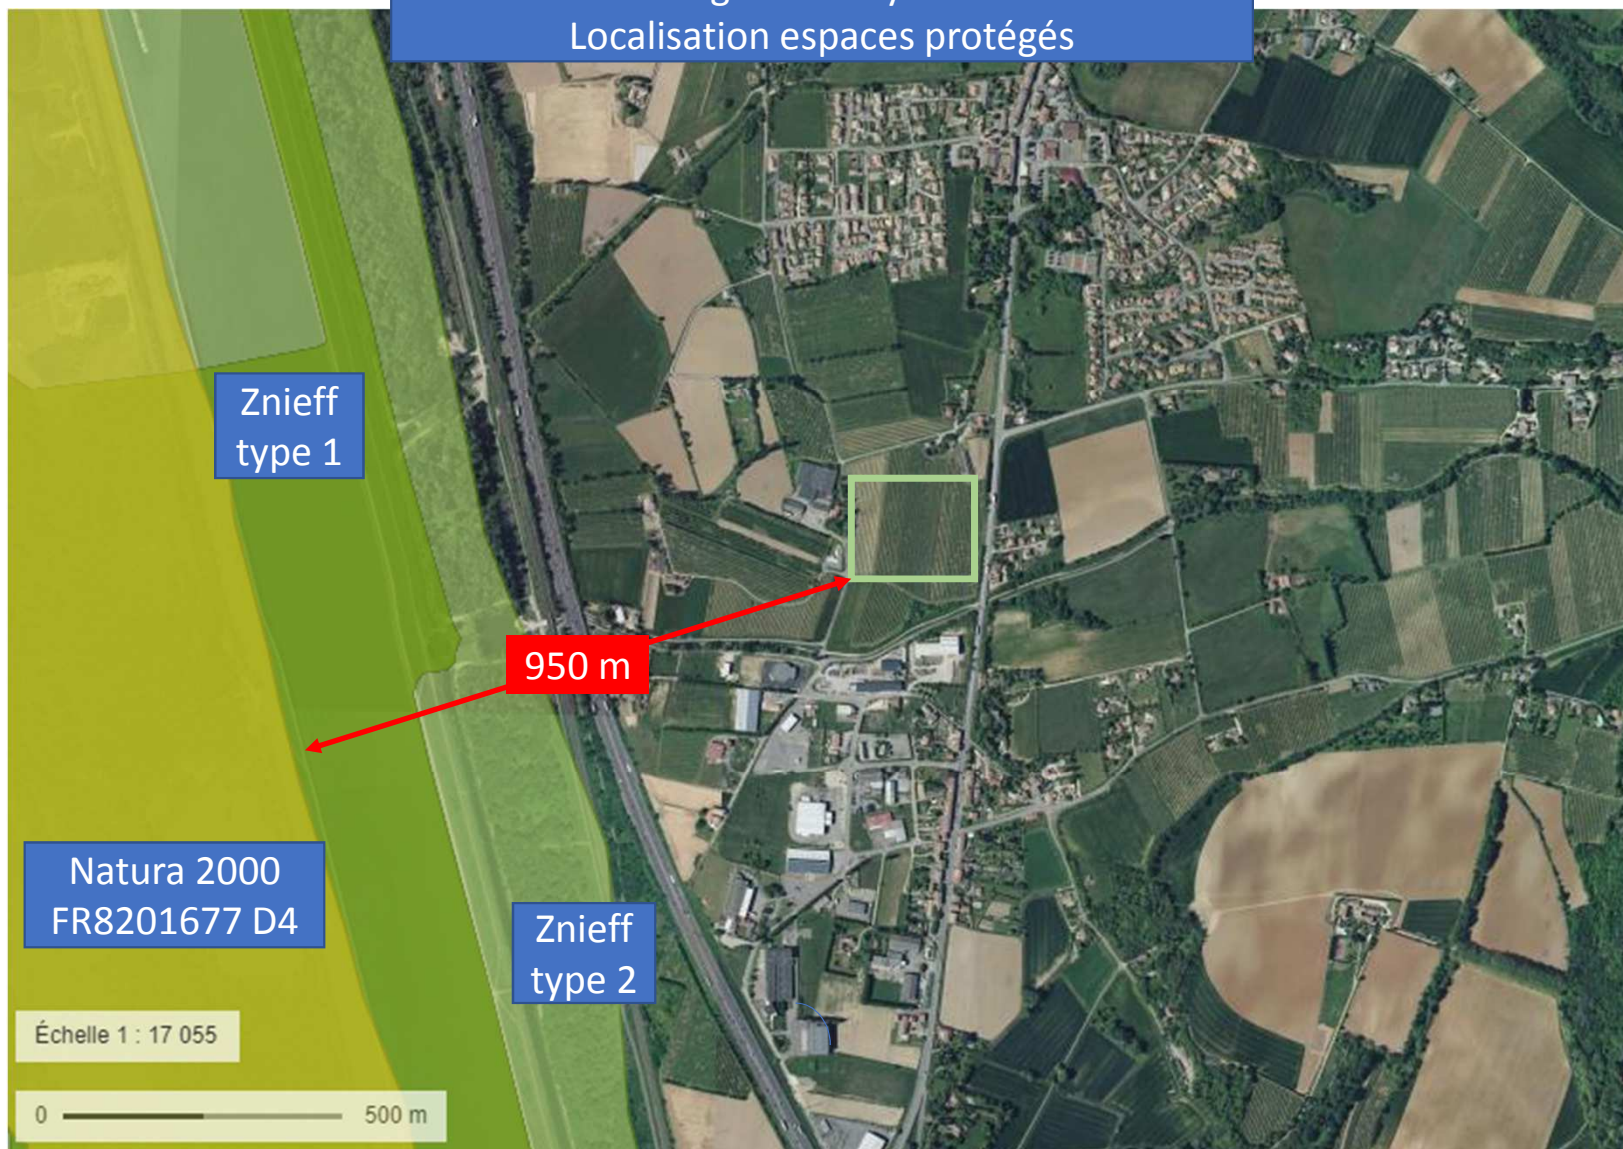 Localisation espaces protégés
Znieff
type 1
950 m
Natura 2000
FR8201677 D4
Znieff
type 2
Échelle 1 : 17 055
0 500 m